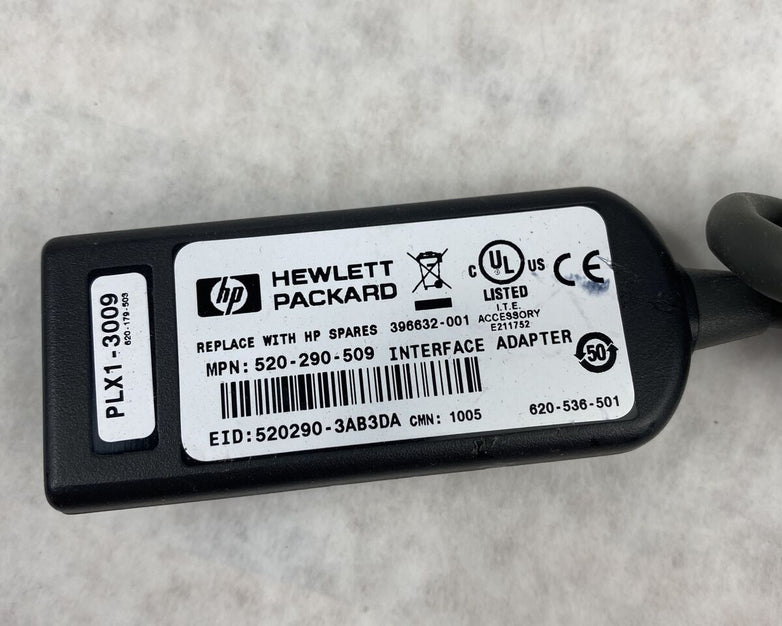 PLX1-3009
620-179-503
hp
HEWLETT
PACKARD
C UL US CE
LISTED
I.T.E.
ACCESSORY
E211752
REPLACE WITH HP SPARES 396632-001
MPN: 520-290-509 INTERFACE ADAPTER
50
EID:520290-3AB3DA CMN: 1005
620-536-501